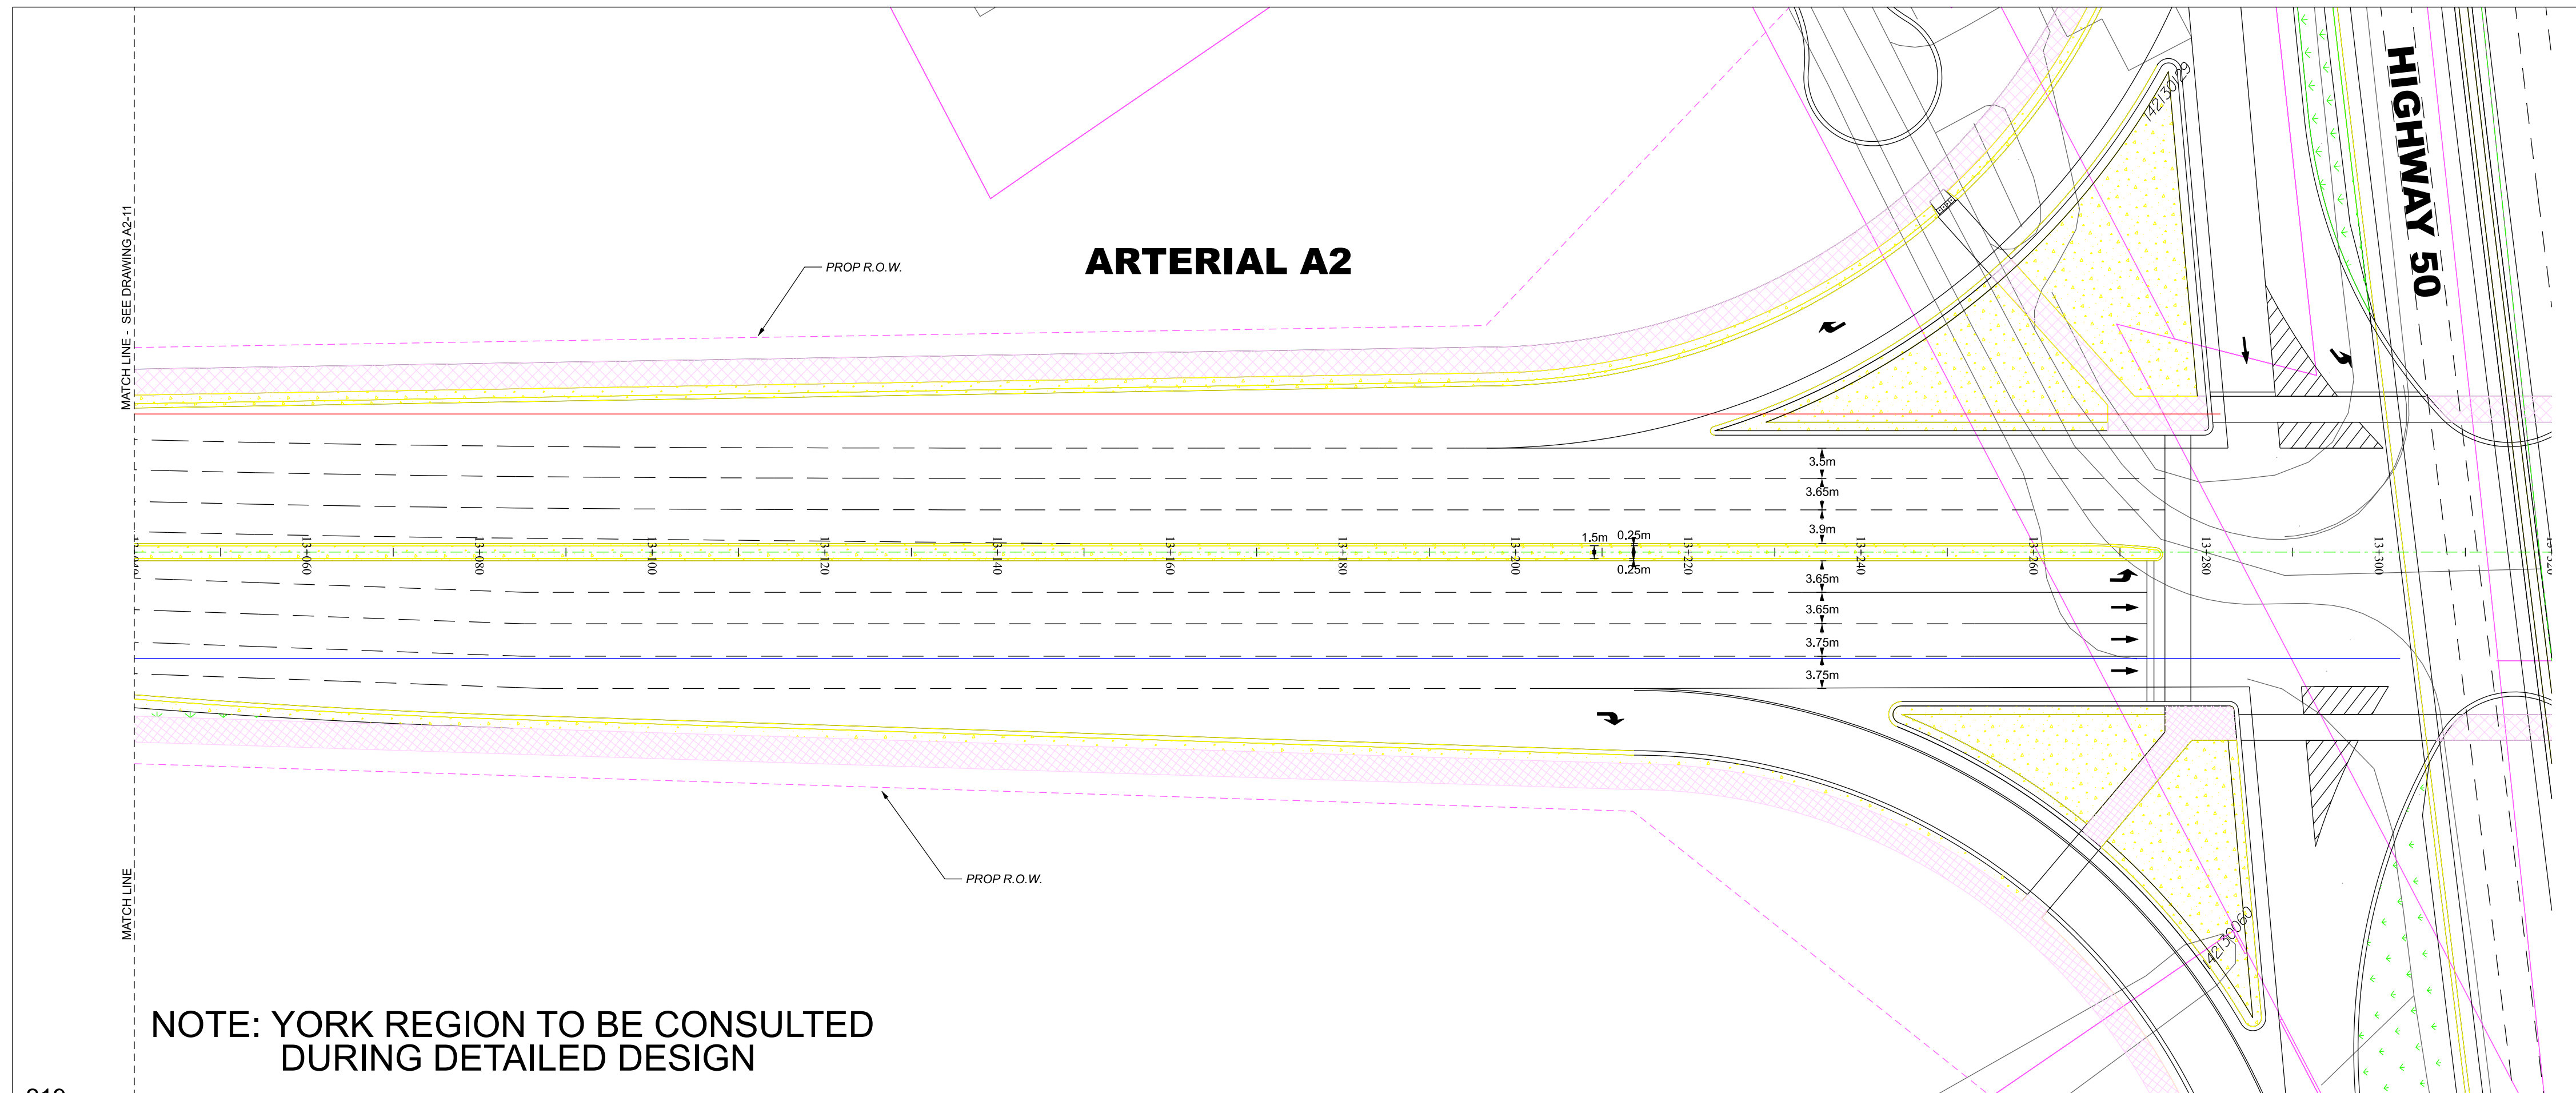 HIGHWAY 50
ARTERIAL A2
PROP R.O.W.
MATCH LINE - SEE DRAWING A2-11
3.5m
3.65m
3.9m
1.5m
0.25m
0.25m
13+060
13+080
13+100
13+120
13+140
13+160
13+180
13+200
13+220
13+240
13+260
13+280
13+300
3.65m
3.65m
3.75m
3.75m
PROP R.O.W.
MATCH LINE
NOTE: YORK REGION TO BE CONSULTED
DURING DETAILED DESIGN